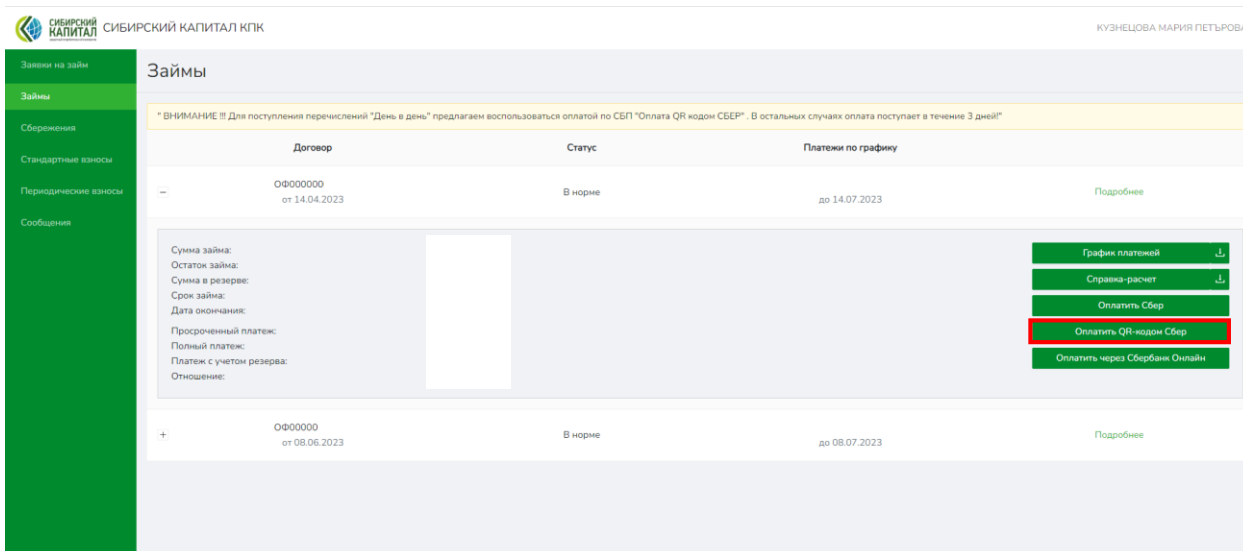 СИБИРСКИЙ КАПИТАЛ СИБИРСКИЙ КАПИТАЛ КПК
КУЗНЕЦОВА МАРИЯ ПЕТЪРОВА
Заявки на займ
Займы
Сбережения
Стандартные взносы
Периодические взносы
Сообщения
Займы
" ВНИМАНИЕ !!! Для поступления перечислений "День в день" предлагаем воспользоваться оплатой по СБП "Оплата QR кодом СБЕР" . В остальных случаях оплата поступает в течение 3 дней!"
Договор Статус Платежи по графику
− ОФ000000 В норме Подробнее
от 14.04.2023 до 14.07.2023
Сумма займа:
Остаток займа:
Сумма в резерве:
Срок займа:
Дата окончания:
Просроченный платеж:
Полный платеж:
Платеж с учетом резерва:
Отношение:
График платежей
Справка-расчет
Оплатить Сбер
Оплатить QR-кодом Сбер
Оплатить через Сбербанк Онлайн
+ ОФ00000 В норме Подробнее
от 08.06.2023 до 08.07.2023